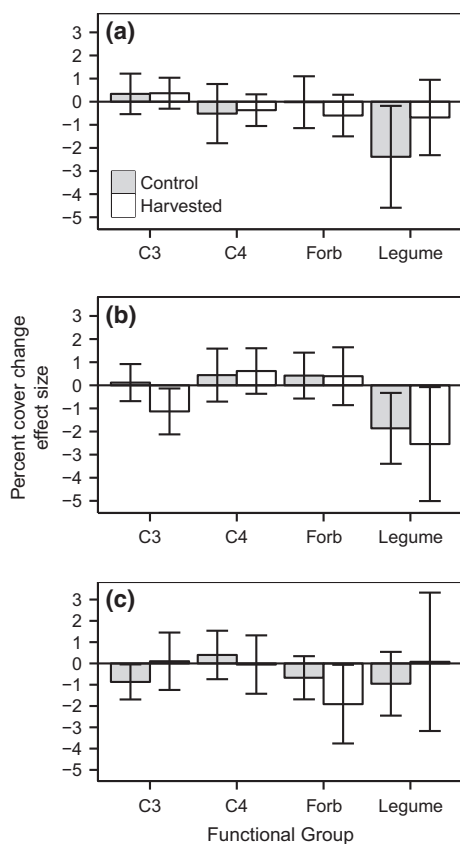 (a)
3
2
1
0
−1
−2
−3
−4
−5
Control
Harvested
C3 C4 Forb Legume
(b)
3
2
1
0
−1
−2
−3
−4
−5
C3 C4 Forb Legume
Percent cover change
effect size
(c)
3
2
1
0
−1
−2
−3
−4
−5
C3 C4 Forb Legume
Functional Group